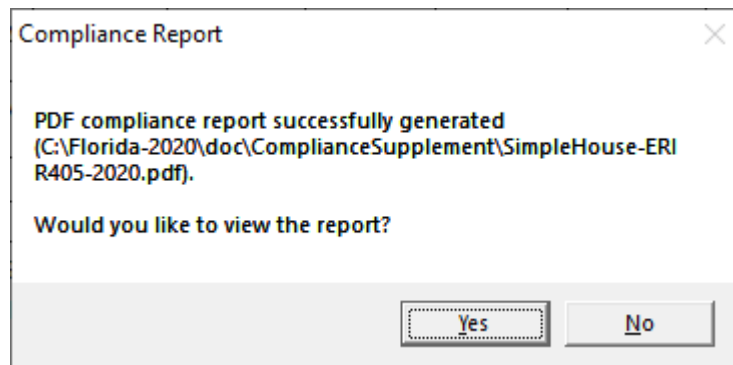 Compliance Report
PDF compliance report successfully generated
(C:\Florida-2020\doc\ComplianceSupplement\SimpleHouse-ERI
R405-2020.pdf).
Would you like to view the report?
Yes
No